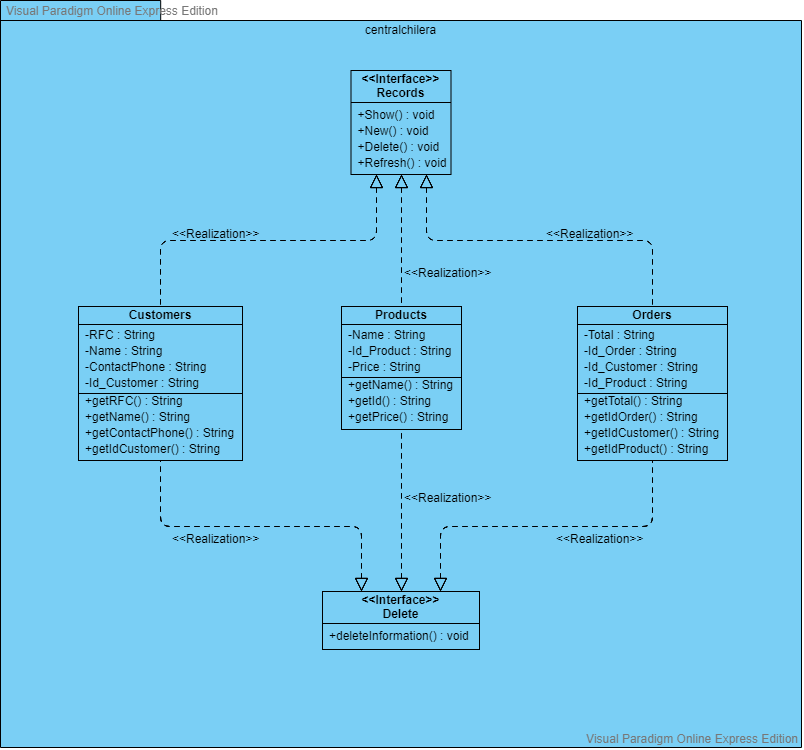 Visual Paradigm Online Express Edition
centralchilera
<<Interface>>
Records
+Show() : void
+New() : void
+Delete() : void
+Refresh() : void
<<Realization>>
<<Realization>>
<<Realization>>
Customers
-RFC : String
-Name : String
-ContactPhone : String
-Id_Customer : String
+getRFC() : String
+getName() : String
+getContactPhone() : String
+getIdCustomer() : String
Products
-Name : String
-Id_Product : String
-Price : String
+getName() : String
+getId() : String
+getPrice() : String
Orders
-Total : String
-Id_Order : String
-Id_Customer : String
-Id_Product : String
+getTotal() : String
+getIdOrder() : String
+getIdCustomer() : String
+getIdProduct() : String
<<Realization>>
<<Realization>>
<<Realization>>
<<Interface>>
Delete
+deleteInformation() : void
Visual Paradigm Online Express Edition